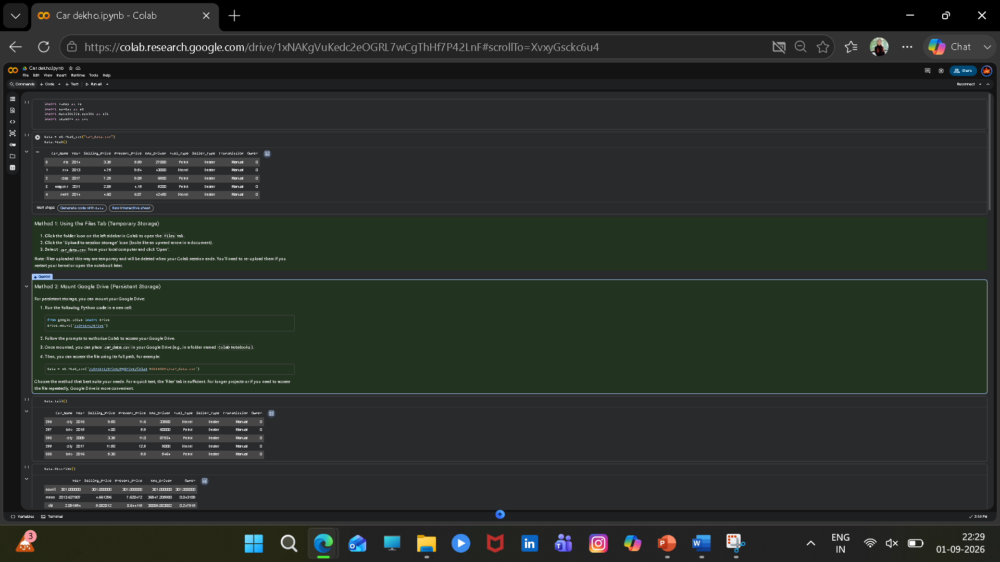 Car dekho.ipynb - Colab
https://colab.research.google.com/drive/1xNAKgVuKedc2eOGRL7wCgThHf7P42LnF#scrollTo=XvxyGsckc6u4
Chat
Car dekho.ipynb
File Edit View Insert Runtime Tools Help
Share
Commands + Code + Text Run all
Reconnect
import numpy as np
import pandas as pd
import matplotlib.pyplot as plt
import seaborn as sns
data = pd.read_csv("car_data.csv")
data.head()
Car_Name Year Selling_Price Present_Price Kms_Driven Fuel_Type Seller_Type Transmission Owner
0 ritz 2014 3.35 5.59 27000 Petrol Dealer Manual 0
1 sx4 2013 4.75 9.54 43000 Diesel Dealer Manual 0
2 ciaz 2017 7.25 9.85 6900 Petrol Dealer Manual 0
3 wagon r 2011 2.85 4.15 5200 Petrol Dealer Manual 0
4 swift 2014 4.60 6.87 42450 Diesel Dealer Manual 0
Next steps: Generate code with data New interactive sheet
Method 1: Using the Files Tab (Temporary Storage)
1. Click the folder icon on the left sidebar in Colab to open the Files tab.
2. Click the 'Upload to session storage' icon (looks like an upward arrow in a document).
3. Select car_data.csv from your local computer and click 'Open'.
Note: Files uploaded this way are temporary and will be deleted when your Colab session ends. You'll need to re-upload them if you
restart your kernel or open the notebook later.
Gemini
Method 2: Mount Google Drive (Persistent Storage)
For persistent storage, you can mount your Google Drive:
1. Run the following Python code in a new cell:
from google.colab import drive
drive.mount('/content/drive')
2. Follow the prompts to authorize Colab to access your Google Drive.
3. Once mounted, you can place car_data.csv in your Google Drive (e.g., in a folder named Colab Notebooks).
4. Then, you can access the file using its full path, for example:
data = pd.read_csv('/content/drive/MyDrive/Colab Notebooks/car_data.csv')
Choose the method that best suits your needs. For a quick test, the 'Files' tab is sufficient. For longer projects or if you need to access
the file repeatedly, Google Drive is more convenient.
data.tail()
Car_Name Year Selling_Price Present_Price Kms_Driven Fuel_Type Seller_Type Transmission Owner
296 city 2016 9.50 11.6 33988 Diesel Dealer Manual 0
297 brio 2015 4.00 5.9 60000 Petrol Dealer Manual 0
298 city 2009 3.35 11.0 87934 Petrol Dealer Manual 0
299 city 2017 11.50 12.5 9000 Diesel Dealer Manual 0
300 brio 2016 5.30 5.9 5464 Petrol Dealer Manual 0
data.describe()
Year Selling_Price Present_Price Kms_Driven Owner
count 301.000000 301.000000 301.000000 301.000000 301.000000
mean 2013.627907 4.661296 7.628472 36947.205980 0.043189
std 2.891554 5.082812 8.644115 38886.883882 0.247915
Variables Terminal
3:58 PM
3
ENG
IN
22:29
01-09-2026